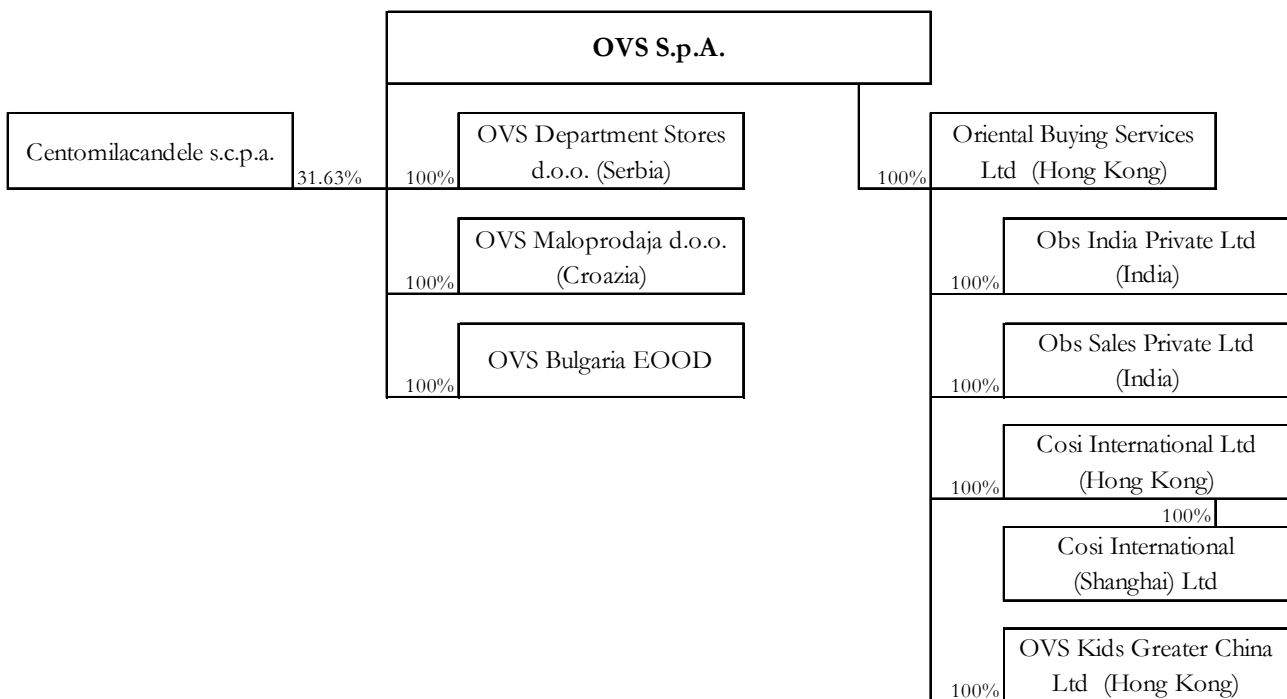 OVS S.p.A.
Centomilacandele s.c.p.a.
31.63%
OVS Department Stores
d.o.o. (Serbia)
100%
OVS Maloprodaja d.o.o.
(Croazia)
100%
OVS Bulgaria EOOD
100%
Oriental Buying Services
Ltd (Hong Kong)
100%
Obs India Private Ltd
(India)
100%
Obs Sales Private Ltd
(India)
100%
Cosi International Ltd
(Hong Kong)
100%
100%
Cosi International
(Shanghai) Ltd
OVS Kids Greater China
Ltd (Hong Kong)
100%